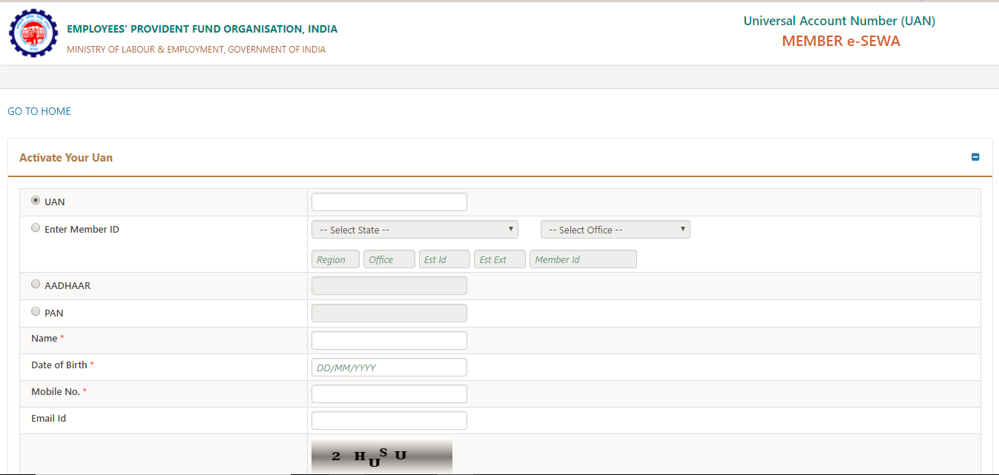 EMPLOYEES' PROVIDENT FUND ORGANISATION, INDIA
MINISTRY OF LABOUR & EMPLOYMENT, GOVERNMENT OF INDIA
Universal Account Number (UAN)
MEMBER e-SEWA
GO TO HOME
Activate Your Uan
UAN
Enter Member ID
-- Select State -- -- Select Office --
Region Office Est Id Est Ext Member Id
AADHAAR
PAN
Name *
Date of Birth * DD/MM/YYYY
Mobile No. *
Email Id
2 H U S U